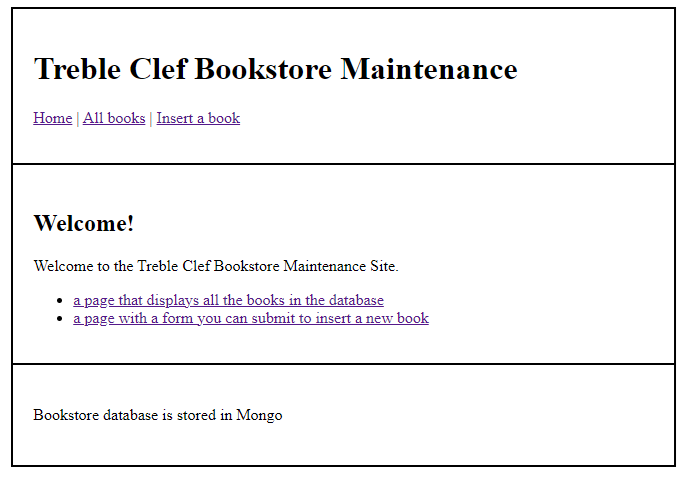 Treble Clef Bookstore Maintenance
Home | All books | Insert a book
Welcome!
Welcome to the Treble Clef Bookstore Maintenance Site.
• a page that displays all the books in the database
• a page with a form you can submit to insert a new book
Bookstore database is stored in Mongo